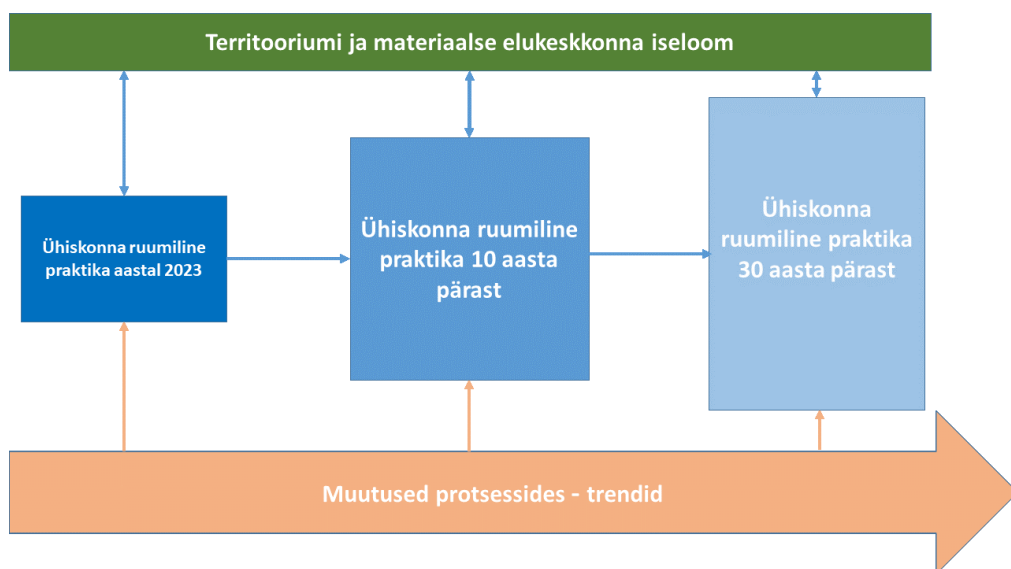 Territooriumi ja materiaalse elukeskkonna iseloom
Ühiskonna ruumiline
praktika aastal 2023
Ühiskonna ruumiline
praktika 10 aasta
pärast
Ühiskonna
ruumiline praktika
30 aasta pärast
Muutused protsessides - trendid